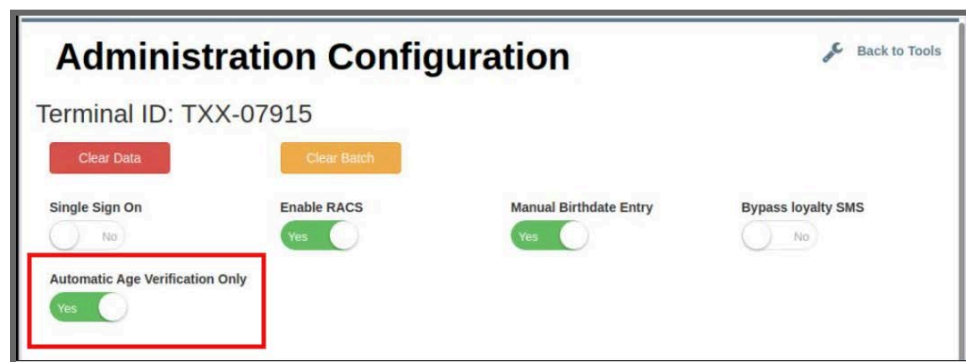 Administration Configuration
Back to Tools
Terminal ID: TXX-07915
Clear Data
Clear Batch
Single Sign On
Enable RACS
Manual Birthdate Entry
Bypass loyalty SMS
No
Yes
Yes
No
Automatic Age Verification Only
Yes